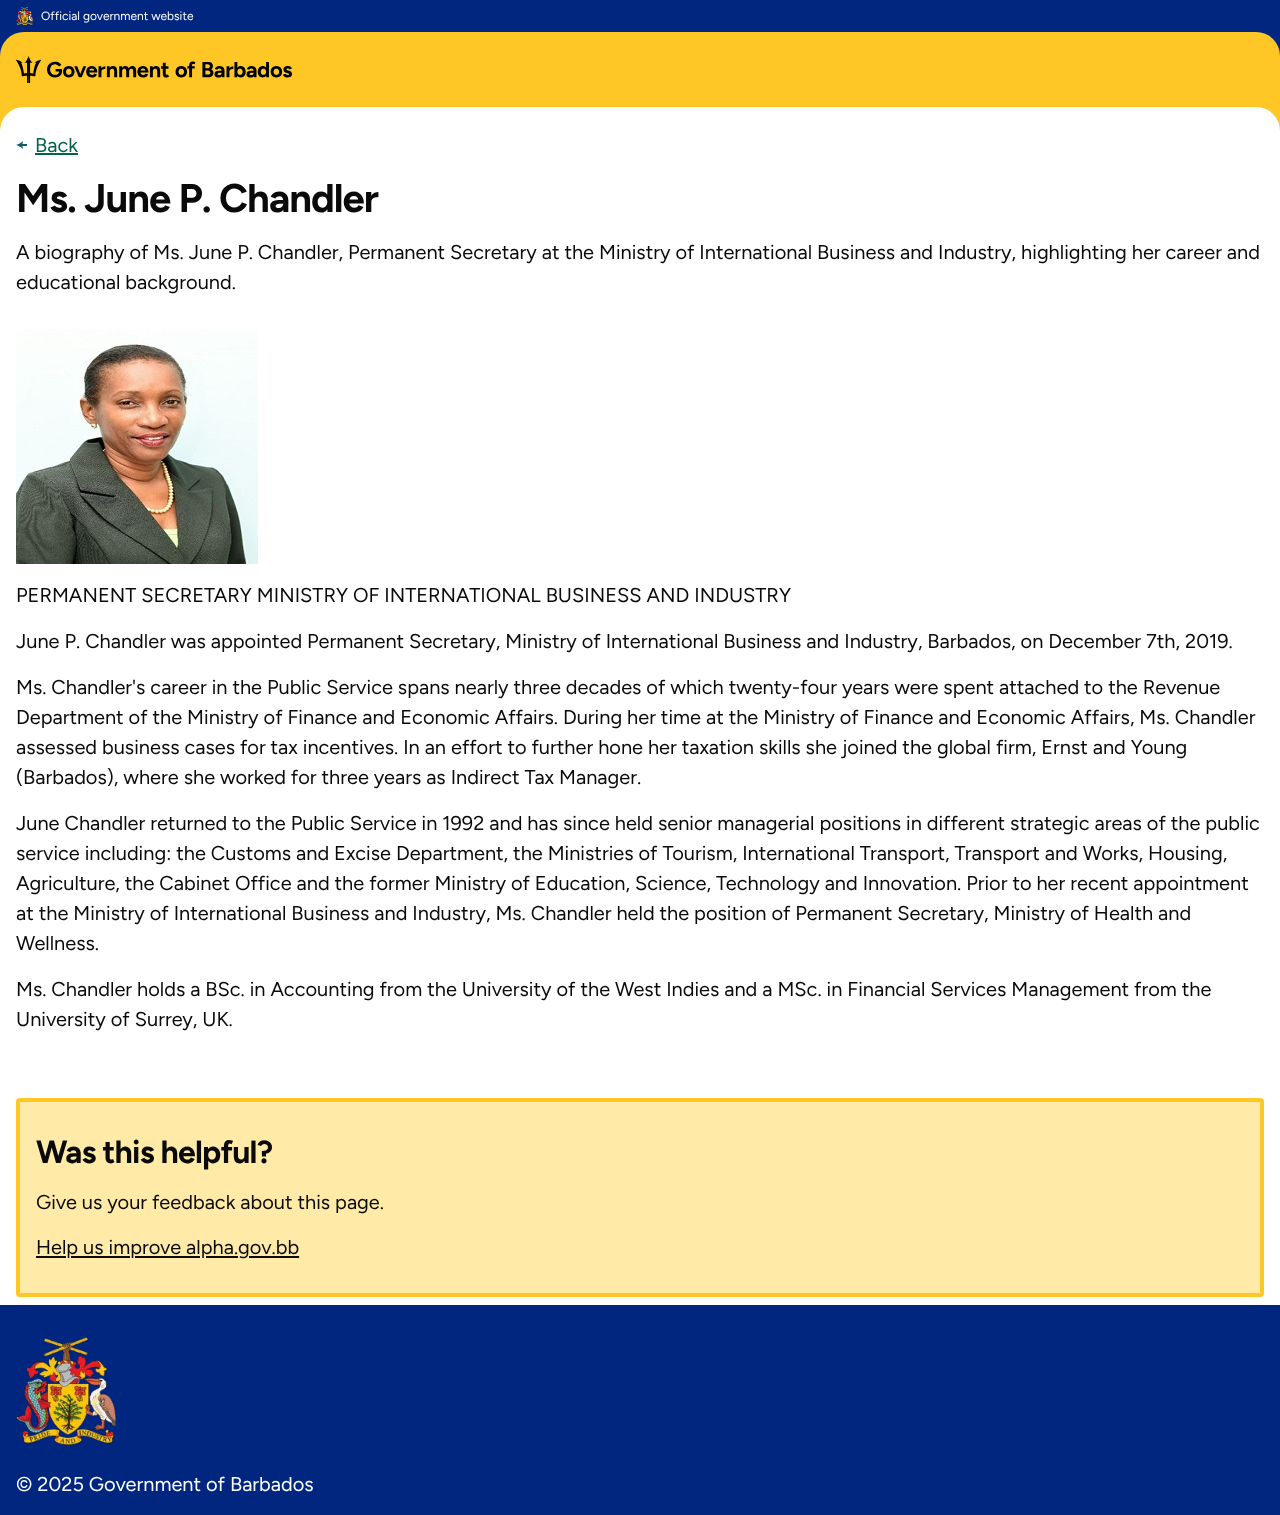 Official government website
Government of Barbados
Back
Ms. June P. Chandler
A biography of Ms. June P. Chandler, Permanent Secretary at the Ministry of International Business and Industry, highlighting her career and
educational background.
PERMANENT SECRETARY MINISTRY OF INTERNATIONAL BUSINESS AND INDUSTRY
June P. Chandler was appointed Permanent Secretary, Ministry of International Business and Industry, Barbados, on December 7th, 2019.
Ms. Chandler's career in the Public Service spans nearly three decades of which twenty-four years were spent attached to the Revenue
Department of the Ministry of Finance and Economic Affairs. During her time at the Ministry of Finance and Economic Affairs, Ms. Chandler
assessed business cases for tax incentives. In an effort to further hone her taxation skills she joined the global firm, Ernst and Young
(Barbados), where she worked for three years as Indirect Tax Manager.
June Chandler returned to the Public Service in 1992 and has since held senior managerial positions in different strategic areas of the public
service including: the Customs and Excise Department, the Ministries of Tourism, International Transport, Transport and Works, Housing,
Agriculture, the Cabinet Office and the former Ministry of Education, Science, Technology and Innovation. Prior to her recent appointment
at the Ministry of International Business and Industry, Ms. Chandler held the position of Permanent Secretary, Ministry of Health and
Wellness.
Ms. Chandler holds a BSc. in Accounting from the University of the West Indies and a MSc. in Financial Services Management from the
University of Surrey, UK.
Was this helpful?
Give us your feedback about this page.
Help us improve alpha.gov.bb
PRIDE AND INDUSTRY
© 2025 Government of Barbados